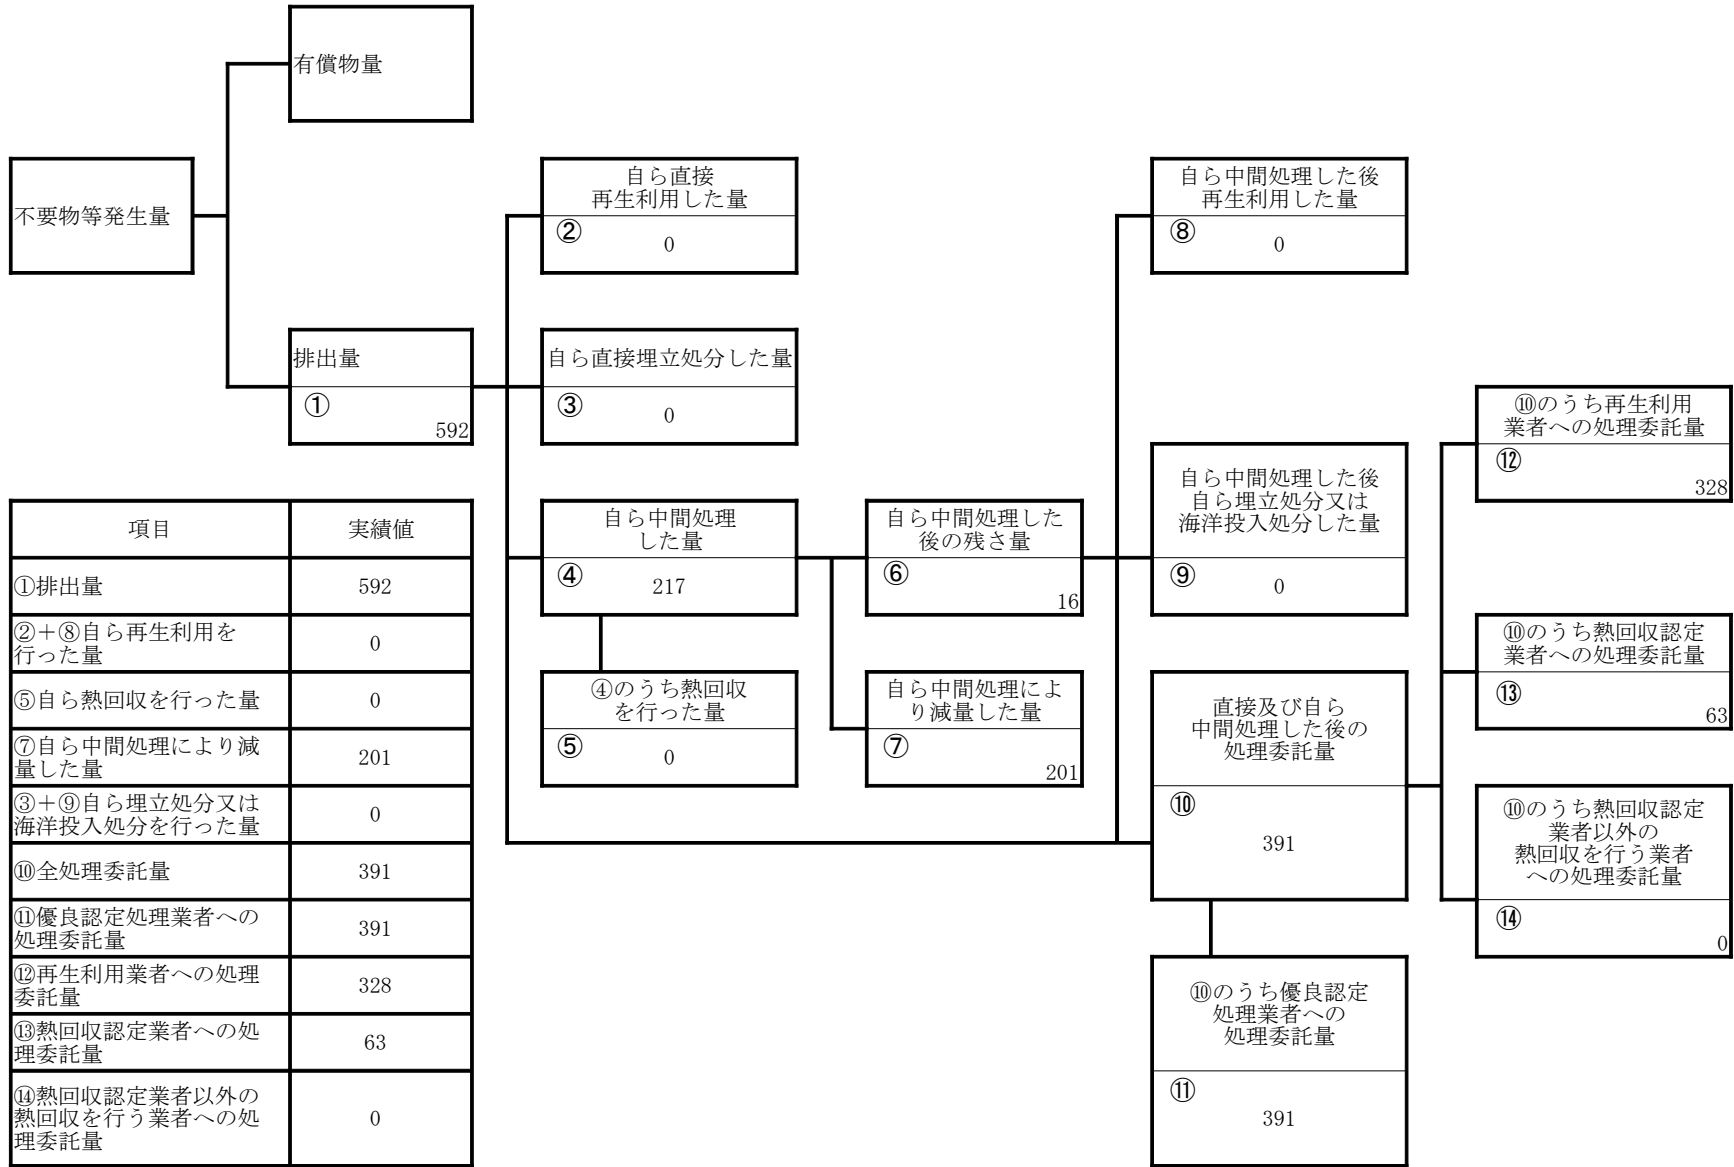 有償物量
不要物等発生量
自ら直接
再生利用した量
②
0
自ら中間処理した後
再生利用した量
⑧
0
排出量
①
592
自ら直接埋立処分した量
③
0
⑩のうち再生利用
業者への処理委託量
⑫
328
自ら中間処理
した量
④
217
自ら中間処理した
後の残さ量
⑥
16
自ら中間処理した後
自ら埋立処分又は
海洋投入処分した量
⑨
0
④のうち熱回収
を行った量
⑤
0
自ら中間処理によ
り減量した量
⑦
201
直接及び自ら
中間処理した後の
処理委託量
⑩
391
⑩のうち熱回収認定
業者への処理委託量
⑬
63
⑩のうち熱回収認定
業者以外の
熱回収を行う業者
への処理委託量
⑭
0
⑩のうち優良認定
処理業者への
処理委託量
⑪
391
項目 実績値
①排出量 592
②＋⑧自ら再生利用を
行った量 0
⑤自ら熱回収を行った量 0
⑦自ら中間処理により減
量した量 201
③＋⑨自ら埋立処分又は
海洋投入処分を行った量 0
⑩全処理委託量 391
⑪優良認定処理業者への
処理委託量 391
⑫再生利用業者への処理
委託量 328
⑬熱回収認定業者への処
理委託量 63
⑭熱回収認定業者以外の
熱回収を行う業者への処
理委託量 0